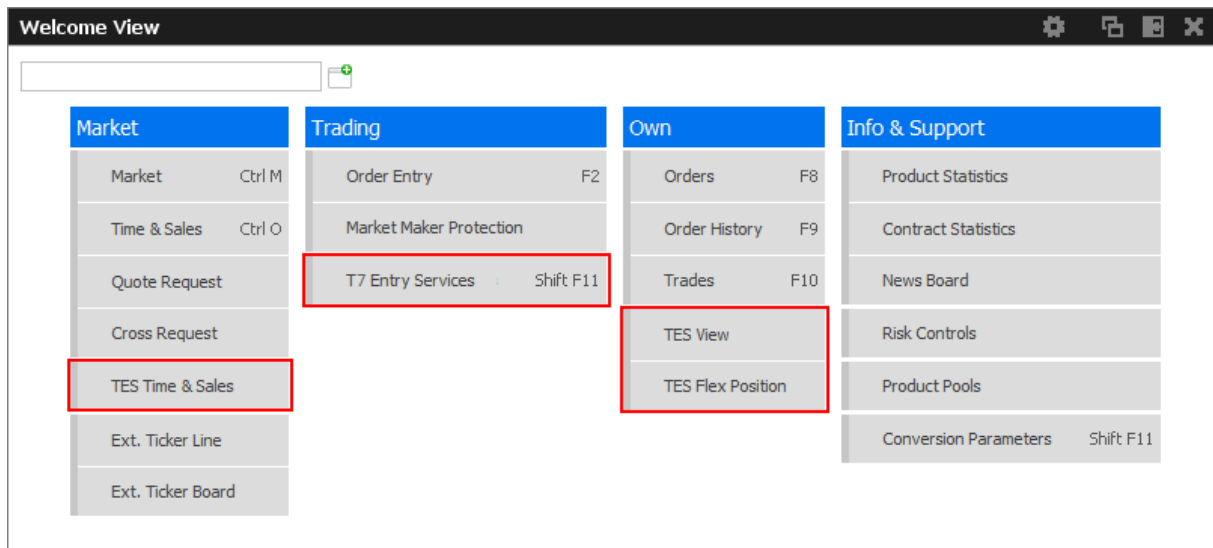 Welcome View
Market
Market Ctrl M
Time & Sales Ctrl O
Quote Request
Cross Request
TES Time & Sales
Ext. Ticker Line
Ext. Ticker Board
Trading
Order Entry F2
Market Maker Protection
T7 Entry Services Shift F11
Own
Orders F8
Order History F9
Trades F10
TES View
TES Flex Position
Info & Support
Product Statistics
Contract Statistics
News Board
Risk Controls
Product Pools
Conversion Parameters Shift F11